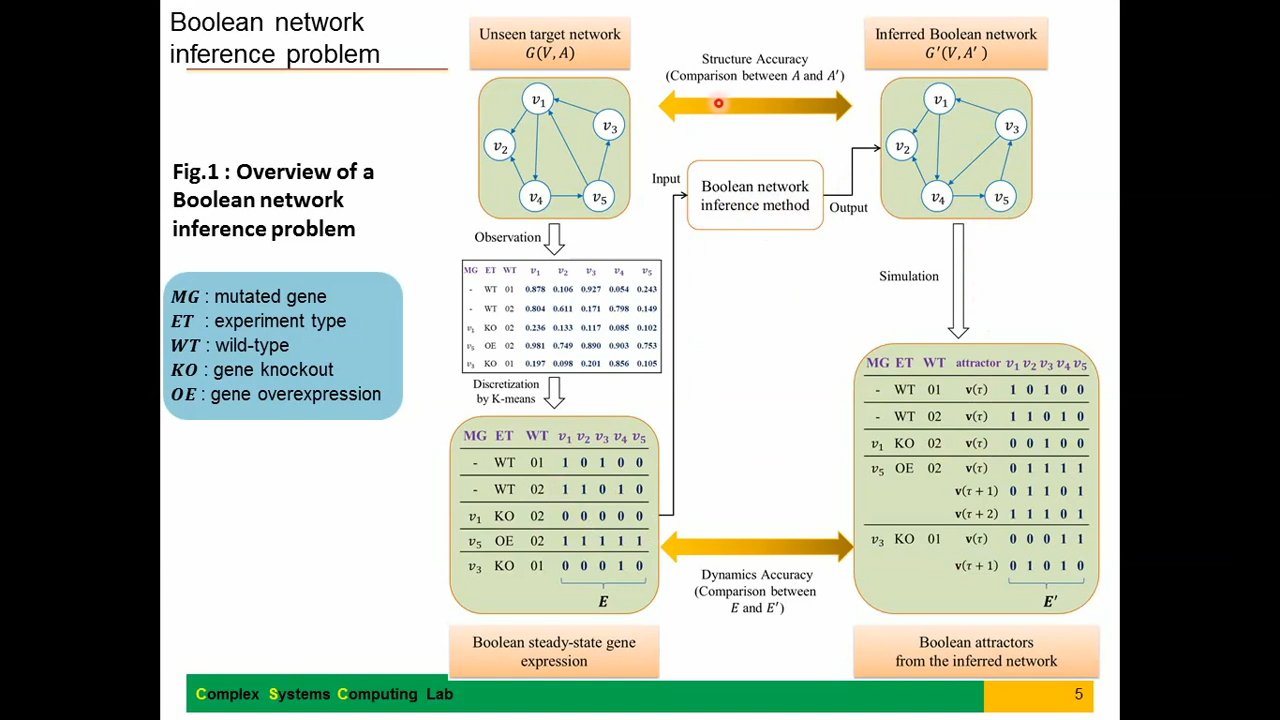 Boolean network
inference problem
Fig.1 : Overview of a
Boolean network
inference problem
MG : mutated gene
ET : experiment type
WT : wild-type
KO : gene knockout
OE : gene overexpression
Unseen target network
G(V, A)
Structure Accuracy
(Comparison between A and A′)
Inferred Boolean network
G′(V, A′)
v₁
v₃
v₂
v₄
v₅
Input
Boolean network
inference method
Output
v₁
v₃
v₂
v₄
v₅
Observation
MG ET WT v₁ v₂ v₃ v₄ v₅
- WT 01 0.878 0.106 0.927 0.054 0.243
- WT 02 0.804 0.611 0.171 0.798 0.149
v₁ KO 02 0.236 0.133 0.117 0.085 0.102
v₅ OE 02 0.981 0.749 0.890 0.903 0.753
v₃ KO 01 0.197 0.098 0.201 0.856 0.105
Discretization
by K-means
MG ET WT v₁ v₂ v₃ v₄ v₅
- WT 01 1 0 1 0 0
- WT 02 1 1 0 1 0
v₁ KO 02 0 0 0 0 0
v₅ OE 02 1 1 1 1 1
v₃ KO 01 0 0 0 1 0
E
Boolean steady-state gene
expression
Simulation
MG ET WT attractor v₁ v₂ v₃ v₄ v₅
- WT 01 v(τ) 1 0 1 0 0
- WT 02 v(τ) 1 1 0 1 0
v₁ KO 02 v(τ) 0 0 1 0 0
v₅ OE 02 v(τ) 0 1 1 1 1
v(τ + 1) 0 1 1 0 1
v(τ + 2) 1 1 1 0 1
v₃ KO 01 v(τ) 0 0 0 1 1
v(τ + 1) 0 1 0 1 0
E′
Dynamics Accuracy
(Comparison between
E and E′)
Boolean attractors
from the inferred network
Complex Systems Computing Lab
5